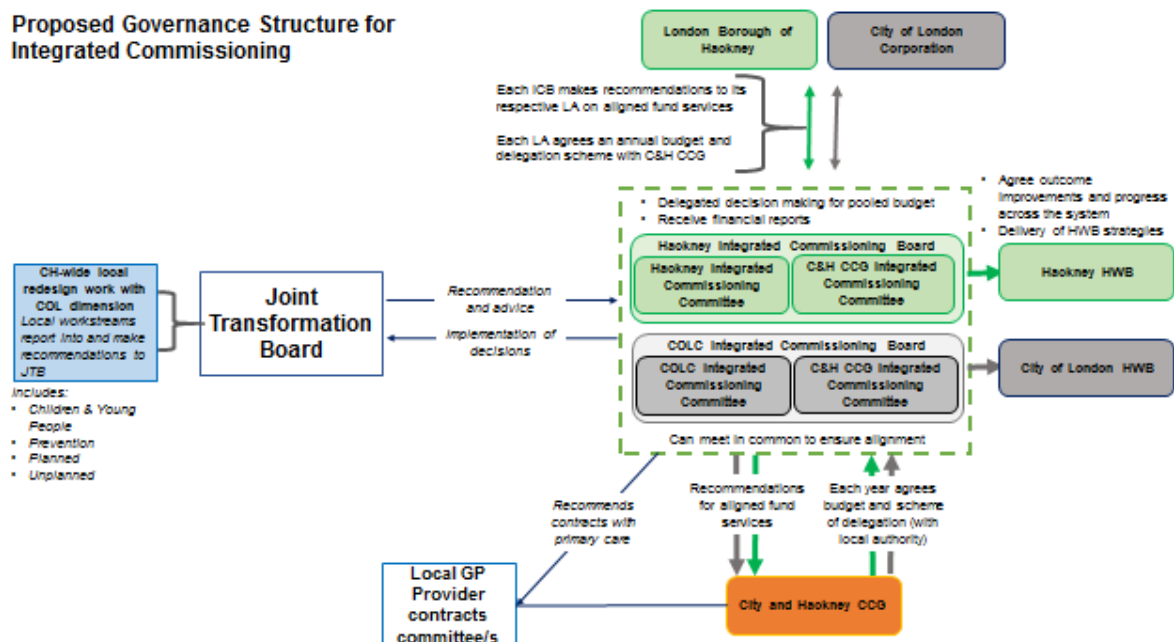 Proposed Governance Structure for
Integrated Commissioning
London Borough of
Hackney
City of London
Corporation
Each ICB makes recommendations to its
respective LA on aligned fund services
Each LA agrees an annual budget and
delegation scheme with C&H CCG
• Agree outcome
improvements and progress
across the system
• Delivery of HWB strategies
• Delegated decision making for pooled budget
• Receive financial reports
Hackney Integrated Commissioning Board
Hackney Integrated
Commissioning
Committee
C&H CCG Integrated
Commissioning
Committee
Hackney HWB
CH-wide local
redesign work with
COL dimension
Local workstreams
report into and make
recommendations to
JTB
Joint
Transformation
Board
Recommendation
and advice
Implementation of
decisions
COLC Integrated Commissioning Board
COLC Integrated
Commissioning
Committee
C&H CCG Integrated
Commissioning
Committee
City of London HWB
Includes:
• Children & Young
People
• Prevention
• Planned
• Unplanned
Can meet in common to ensure alignment
Recommends
contracts with
primary care
Recommendations
for aligned fund
services
Each year agrees
budget and scheme
of delegation (with
local authority)
Local GP
Provider
contracts
committee/s
City and Hackney CCG